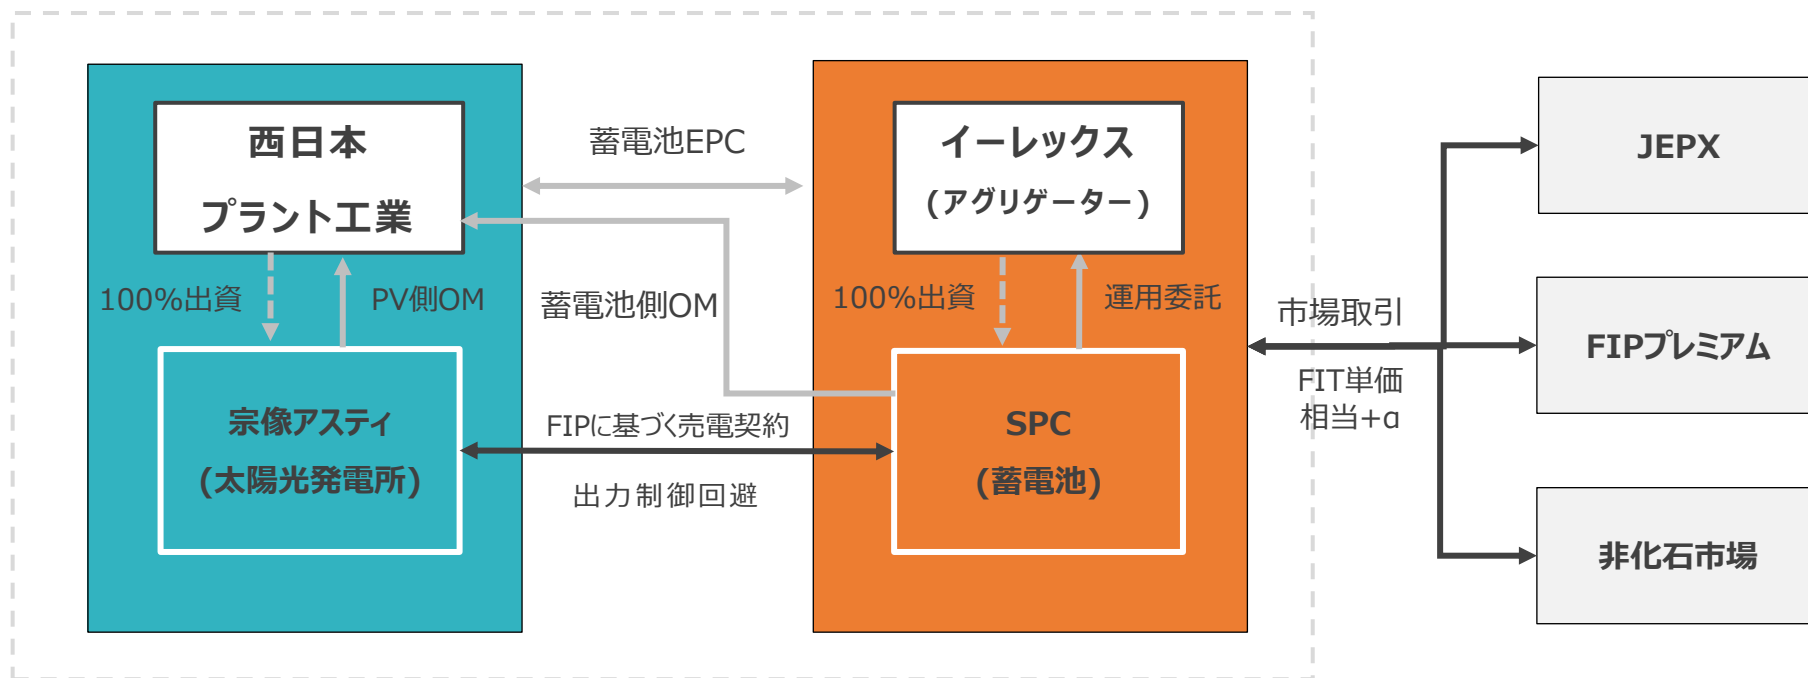 西日本
プラント工業
100%出資
PV側OM
宗像アスティ
(太陽光発電所)
蓄電池EPC
蓄電池側OM
FIPに基づく売電契約
出力制御回避
イーレックス
(アグリゲーター)
100%出資
運用委託
SPC
(蓄電池)
市場取引
FIT単価
相当+α
JEPX
FIPプレミアム
非化石市場